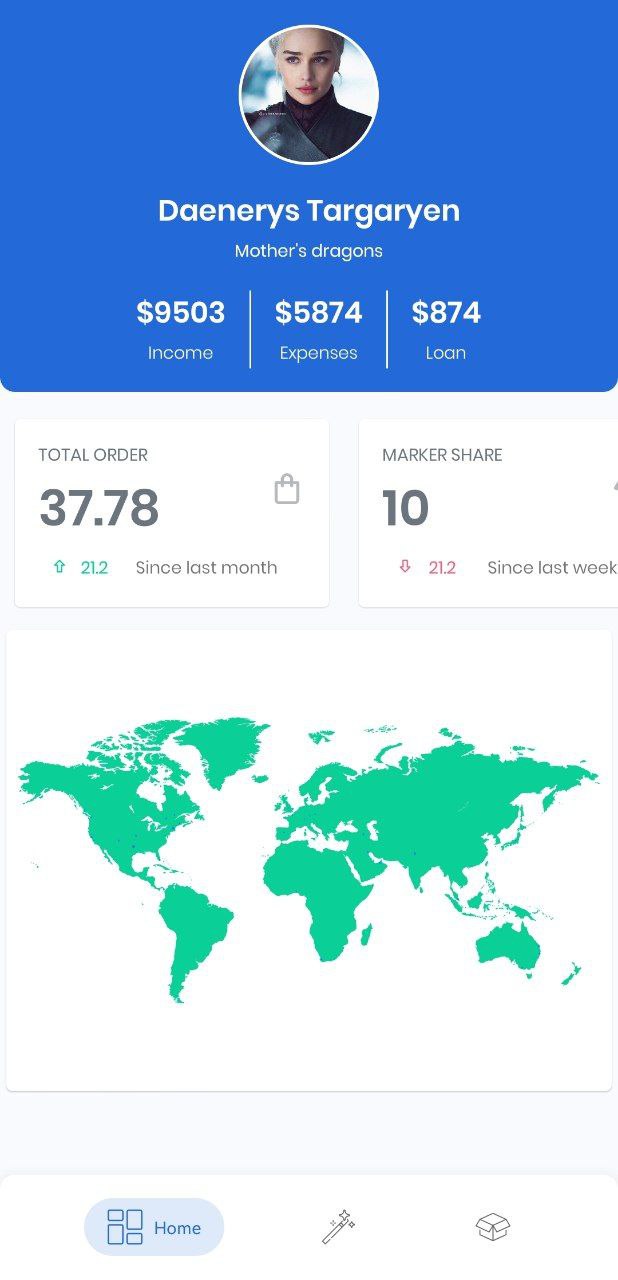 Daenerys Targaryen
Mother's dragons
$9503 $5874 $874
Income Expenses Loan
TOTAL ORDER
37.78
21.2 Since last month
MARKER SHARE
10
21.2 Since last week
Home